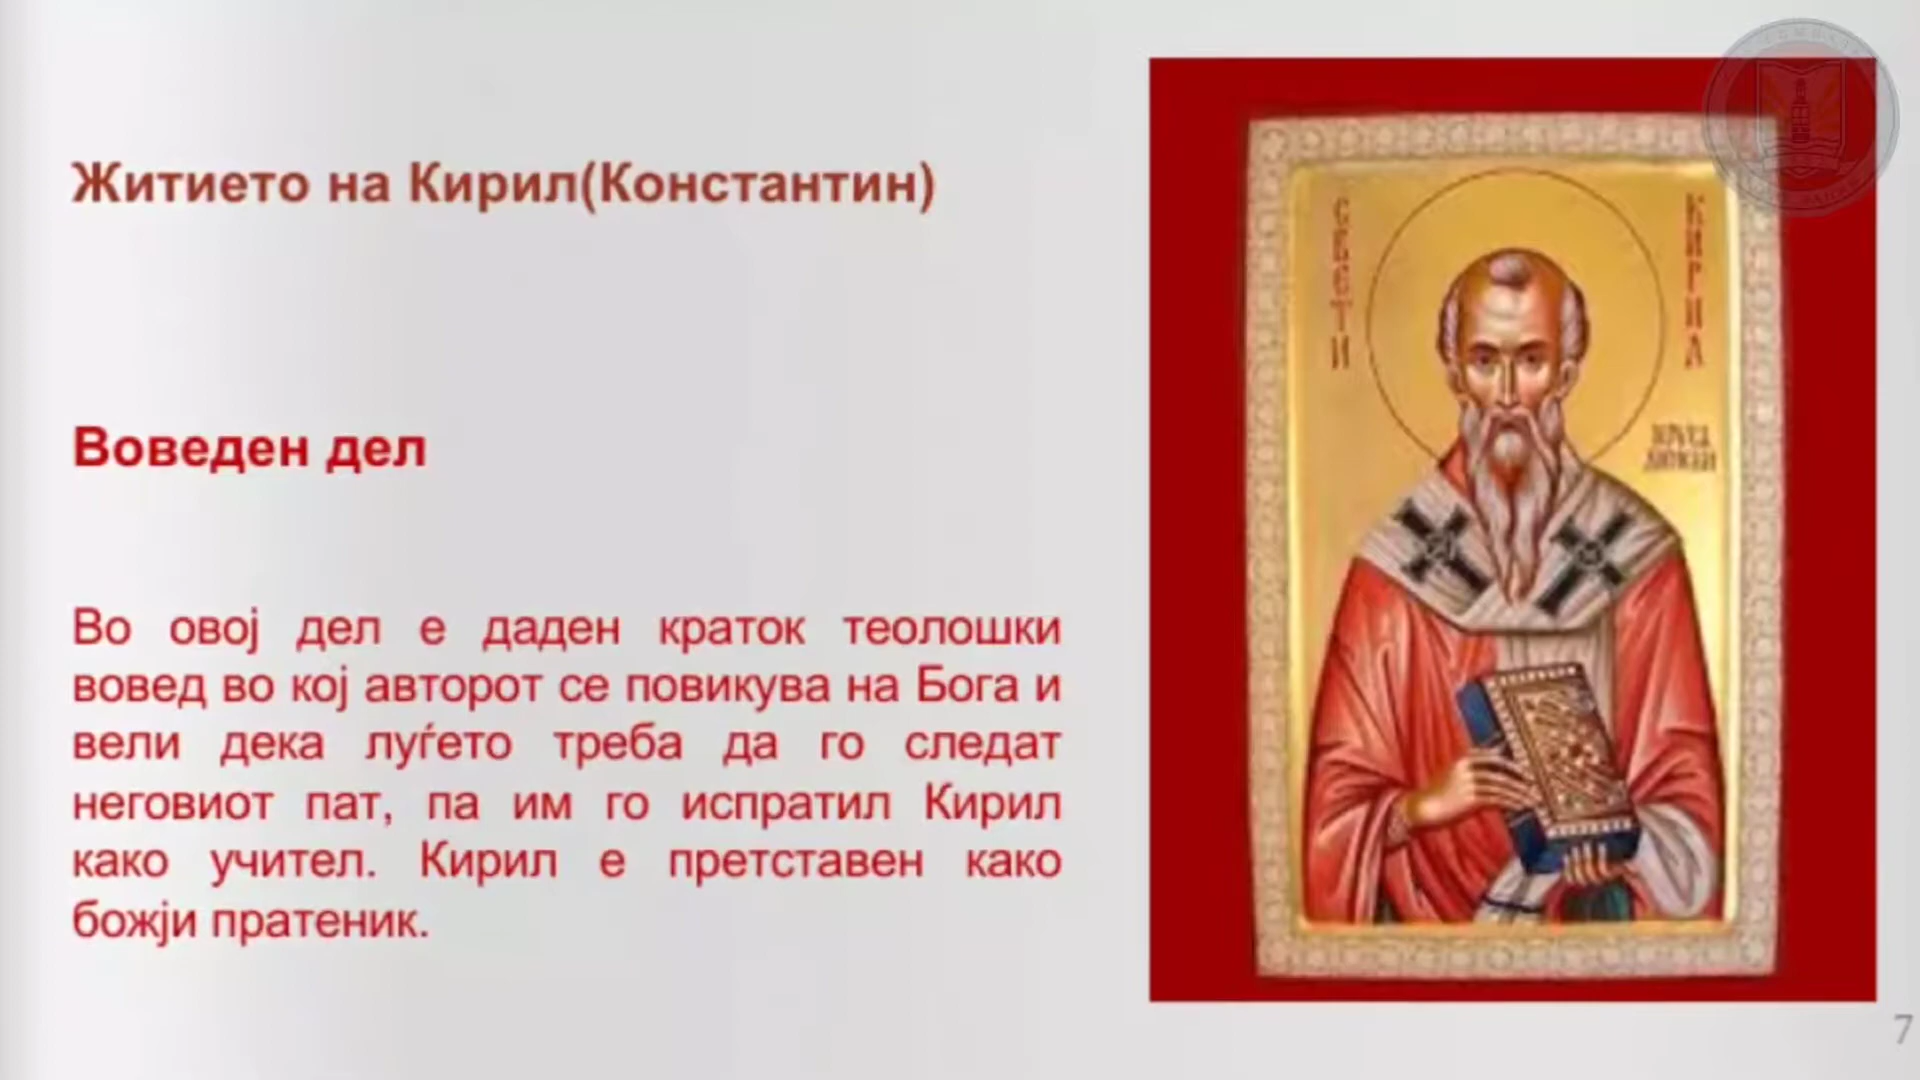 Житието на Кирил(Константин)
Воведен дел
Во овој дел е даден краток теолошки
вовед во кој авторот се повикува на Бога и
вели дека луѓето треба да го следат
неговиот пат, па им го испратил Кирил
како учител. Кирил е претставен како
божји пратеник.
СВЕТИ
КИРИЛ
7